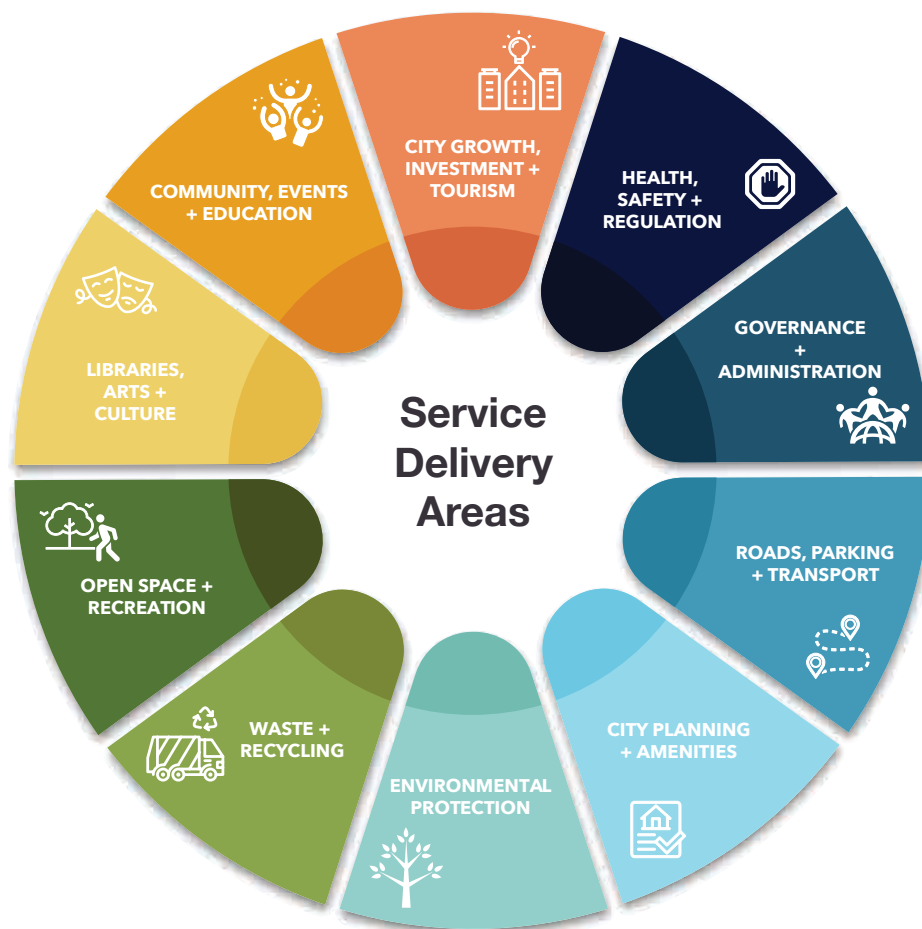 CITY GROWTH,
INVESTMENT +
TOURISM
HEALTH,
SAFETY +
REGULATION
GOVERNANCE
+
ADMINISTRATION
ROADS, PARKING
+ TRANSPORT
CITY PLANNING
+ AMENITIES
ENVIRONMENTAL
PROTECTION
WASTE +
RECYCLING
OPEN SPACE +
RECREATION
LIBRARIES,
ARTS +
CULTURE
COMMUNITY, EVENTS
+ EDUCATION
Service
Delivery
Areas